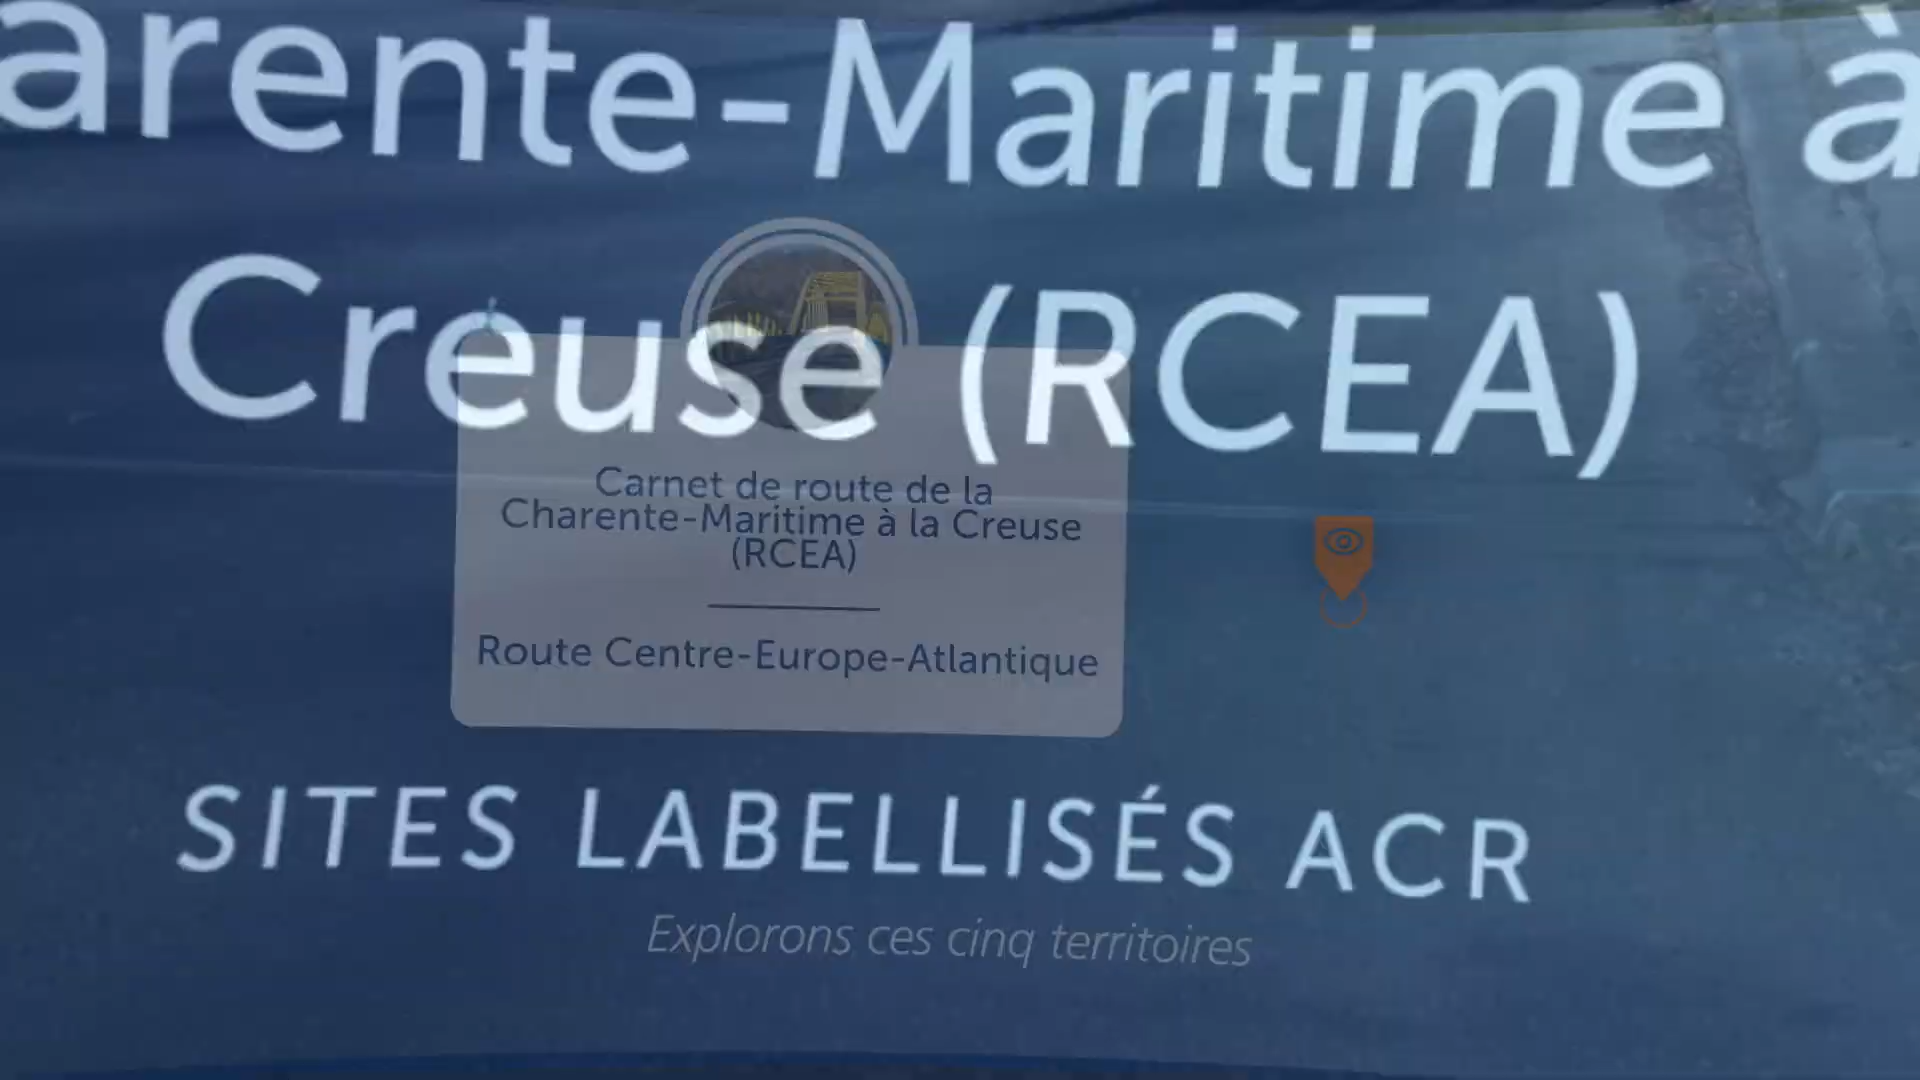 arente-Maritime à
Creuse (RCEA)
Carnet de route de la
Charente-Maritime à la Creuse
(RCEA)
Route Centre-Europe-Atlantique
SITES LABELLISÉS ACR
Explorons ces cinq territoires